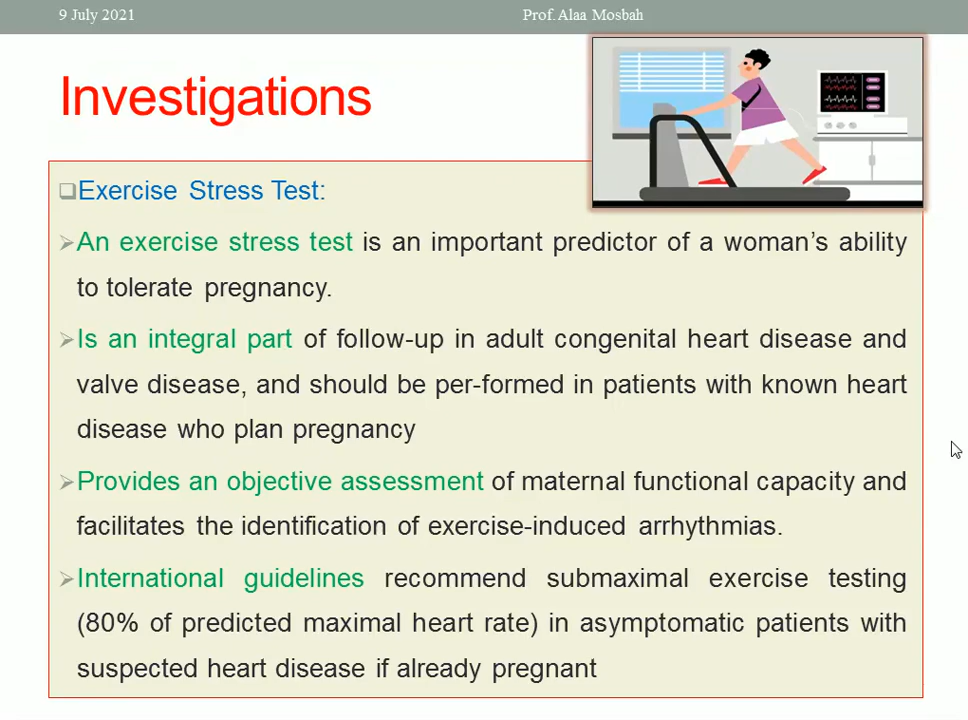 9 July 2021
Prof. Alaa Mosbah
Investigations
Exercise Stress Test:
An exercise stress test is an important predictor of a woman's ability
to tolerate pregnancy.
Is an integral part of follow-up in adult congenital heart disease and
valve disease, and should be per-formed in patients with known heart
disease who plan pregnancy
Provides an objective assessment of maternal functional capacity and
facilitates the identification of exercise-induced arrhythmias.
International guidelines recommend submaximal exercise testing
(80% of predicted maximal heart rate) in asymptomatic patients with
suspected heart disease if already pregnant